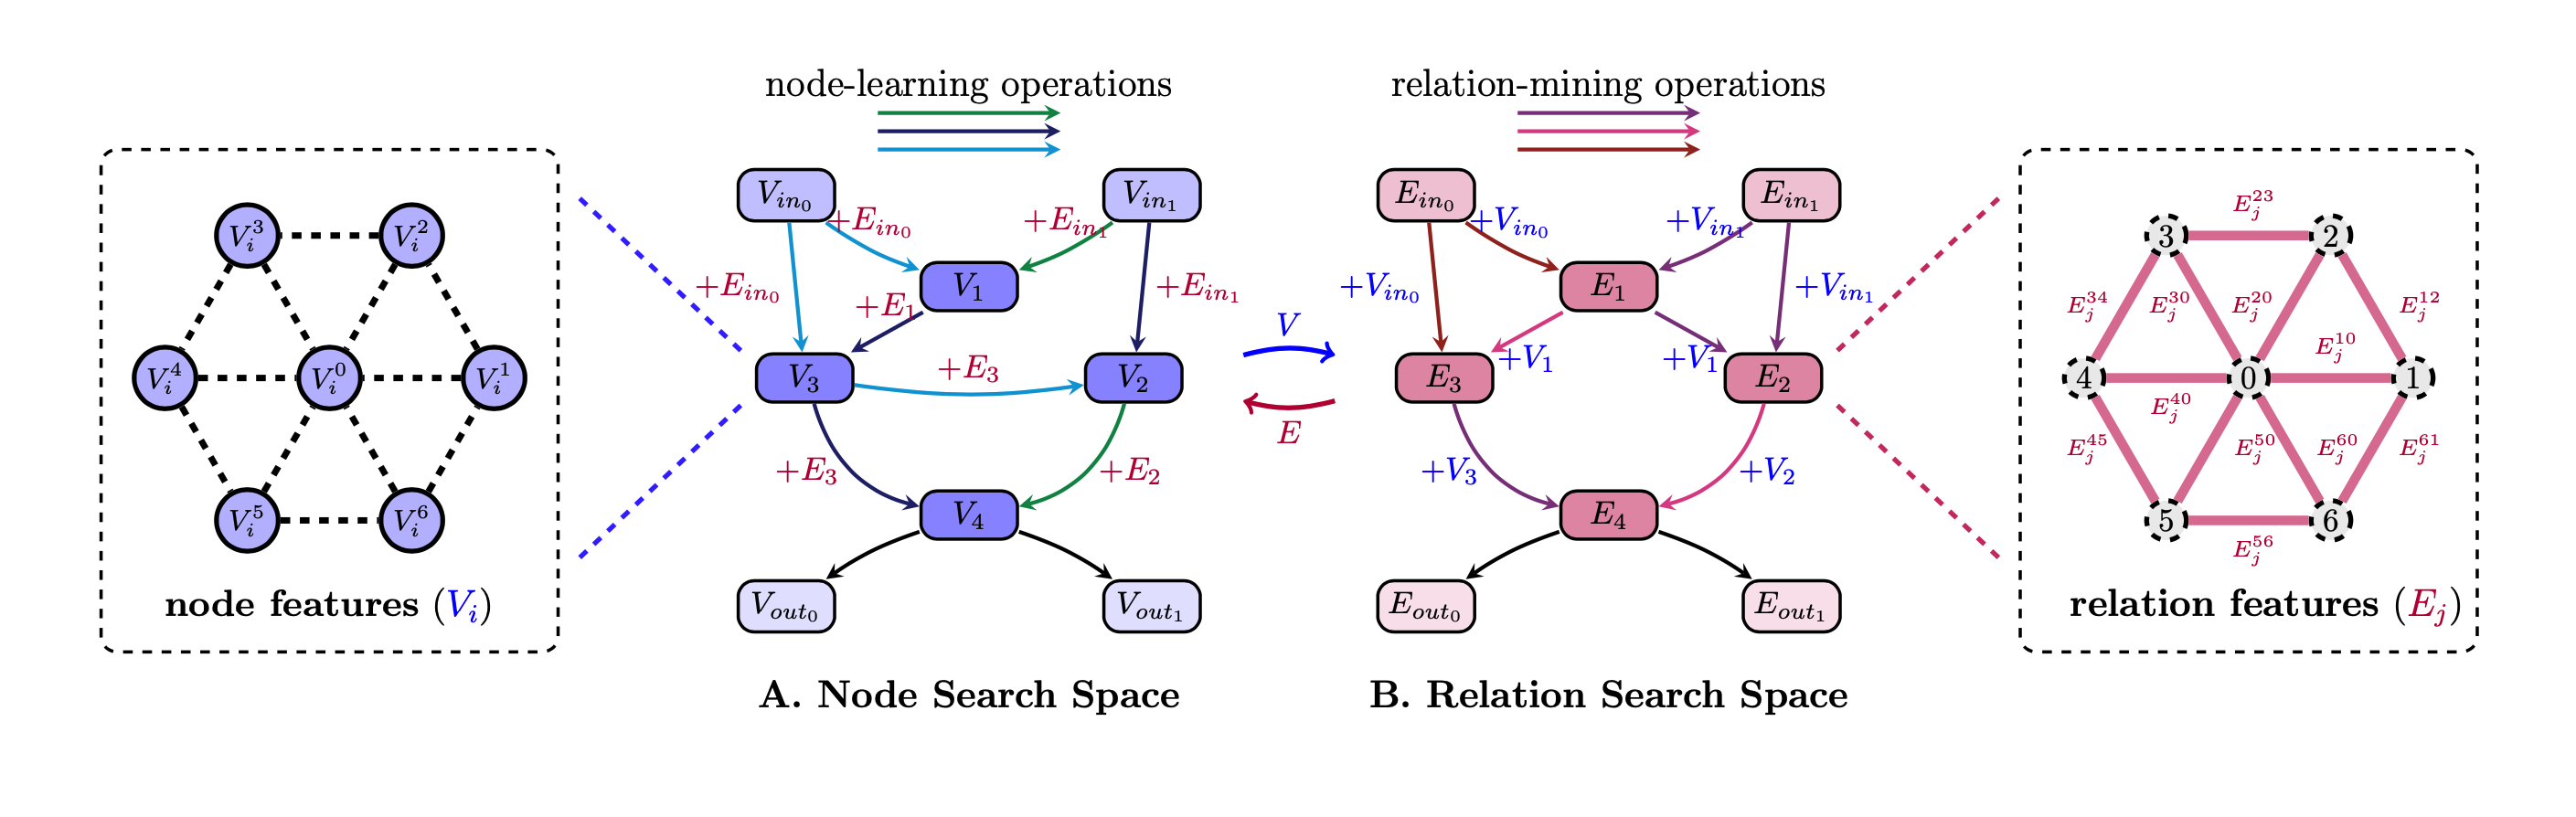 node-learning operations
relation-mining operations
V_i^3
V_i^2
V_i^4
V_i^0
V_i^1
V_i^5
V_i^6
node features (V_i)
V_{in_0}
V_{in_1}
+E_{in_0}
+E_{in_1}
V_1
+E_{in_0}
+E_1
+E_{in_1}
V_3
+E_3
V_2
+E_3
+E_2
V_4
V_{out_0}
V_{out_1}
A. Node Search Space
V
E
E_{in_0}
E_{in_1}
+V_{in_0}
+V_{in_1}
E_1
+V_{in_0}
+V_{in_1}
E_3
+V_1
+V_1
E_2
+V_3
+V_2
E_4
E_{out_0}
E_{out_1}
B. Relation Search Space
E_j^{23}
3
2
E_j^{34}
E_j^{30}
E_j^{20}
E_j^{12}
E_j^{10}
4
0
1
E_j^{40}
E_j^{45}
E_j^{50}
E_j^{60}
E_j^{61}
5
6
E_j^{56}
relation features (E_j)